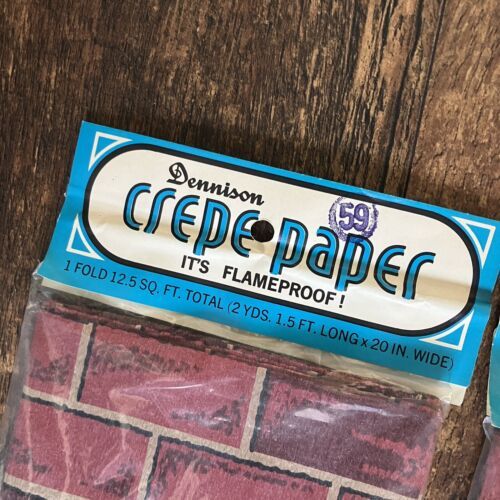 Dennison
crepe paper
59
IT'S FLAMEPROOF!
1 FOLD 12.5 SQ. FT. TOTAL (2 YDS. 1.5 FT. LONG x 20 IN. WIDE)